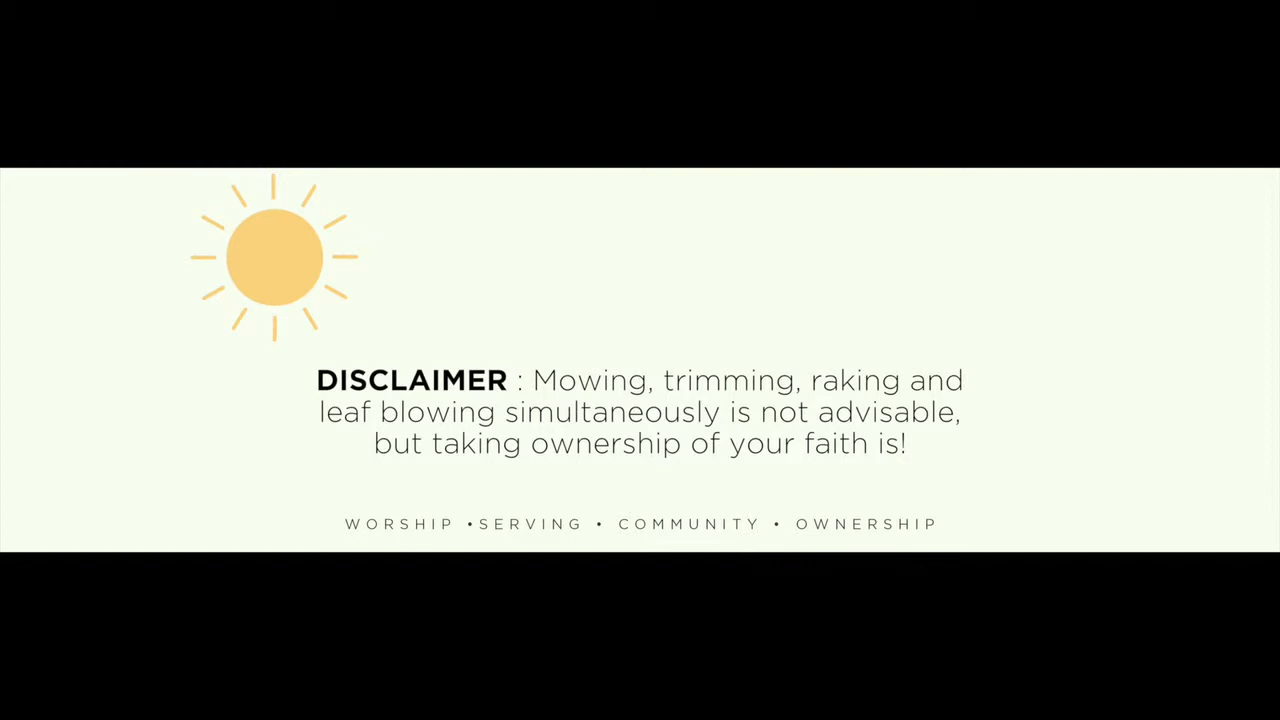 DISCLAIMER : Mowing, trimming, raking and
leaf blowing simultaneously is not advisable,
but taking ownership of your faith is!
WORSHIP •SERVING • COMMUNITY • OWNERSHIP